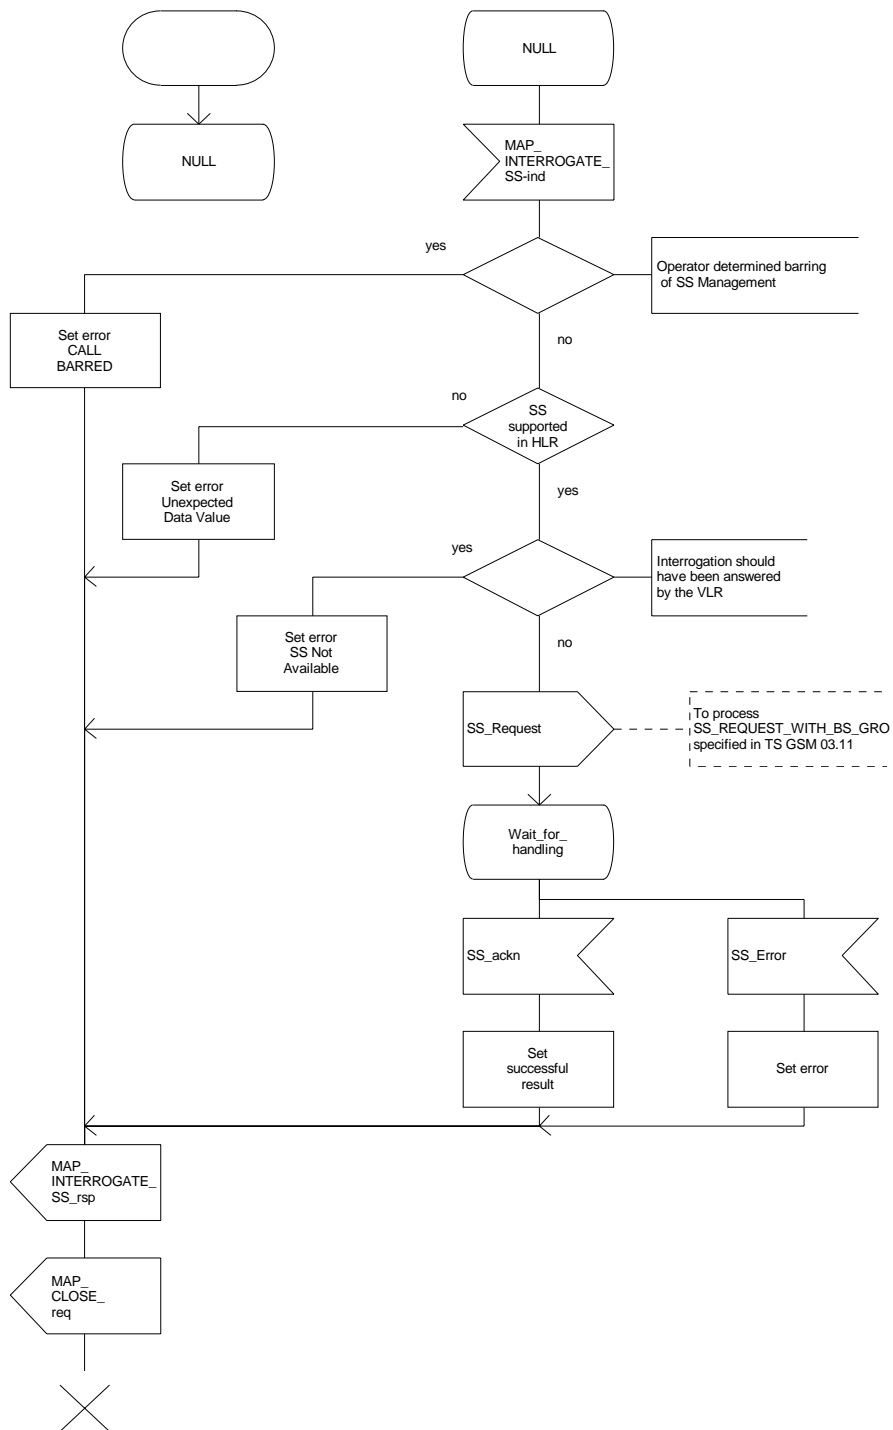 NULL
NULL
MAP_
INTERROGATE_
SS-ind
yes
Operator determined barring
of SS Management
Set error
CALL
BARRED
no
no
SS
supported
in HLR
Set error
Unexpected
Data Value
yes
yes
Interrogation should
have been answered
by the VLR
Set error
SS Not
Available
no
SS_Request
To process
SS_REQUEST_WITH_BS_GRO
specified in TS GSM 03.11
Wait_for_
handling
SS_ackn
SS_Error
Set
successful
result
Set error
MAP_
INTERROGATE_
SS_rsp
MAP_
CLOSE_
req